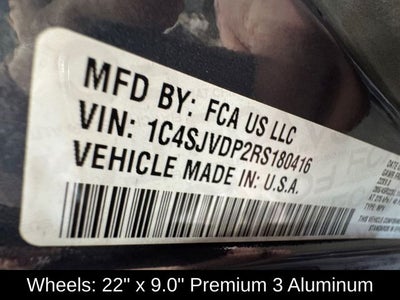 MFD BY: FCA US LLC
VIN: 1C4SJVDP2RS180416
VEHICLE MADE IN: U.S.A.
Wheels: 22" x 9.0" Premium 3 Aluminum